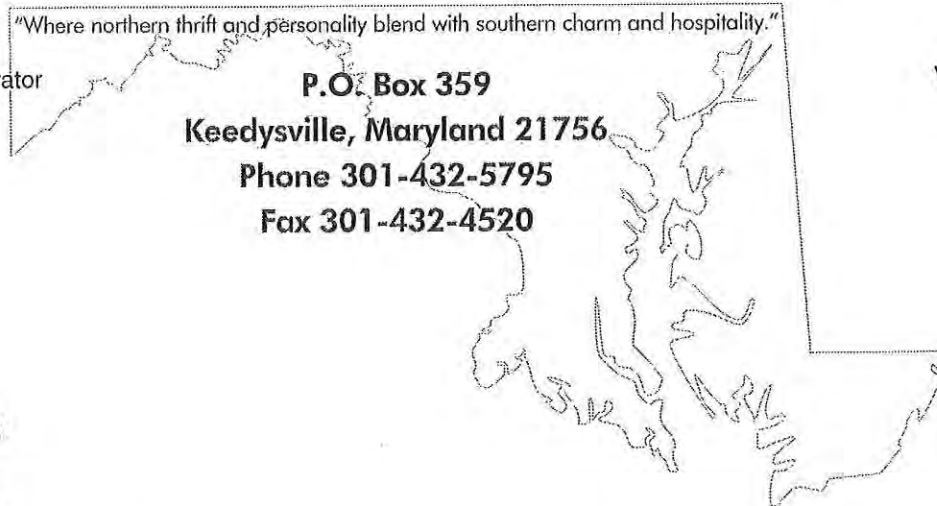 "Where northern thrift and personality blend with southern charm and hospitality."
P.O. Box 359
Keedysville, Maryland 21756
Phone 301-432-5795
Fax 301-432-4520